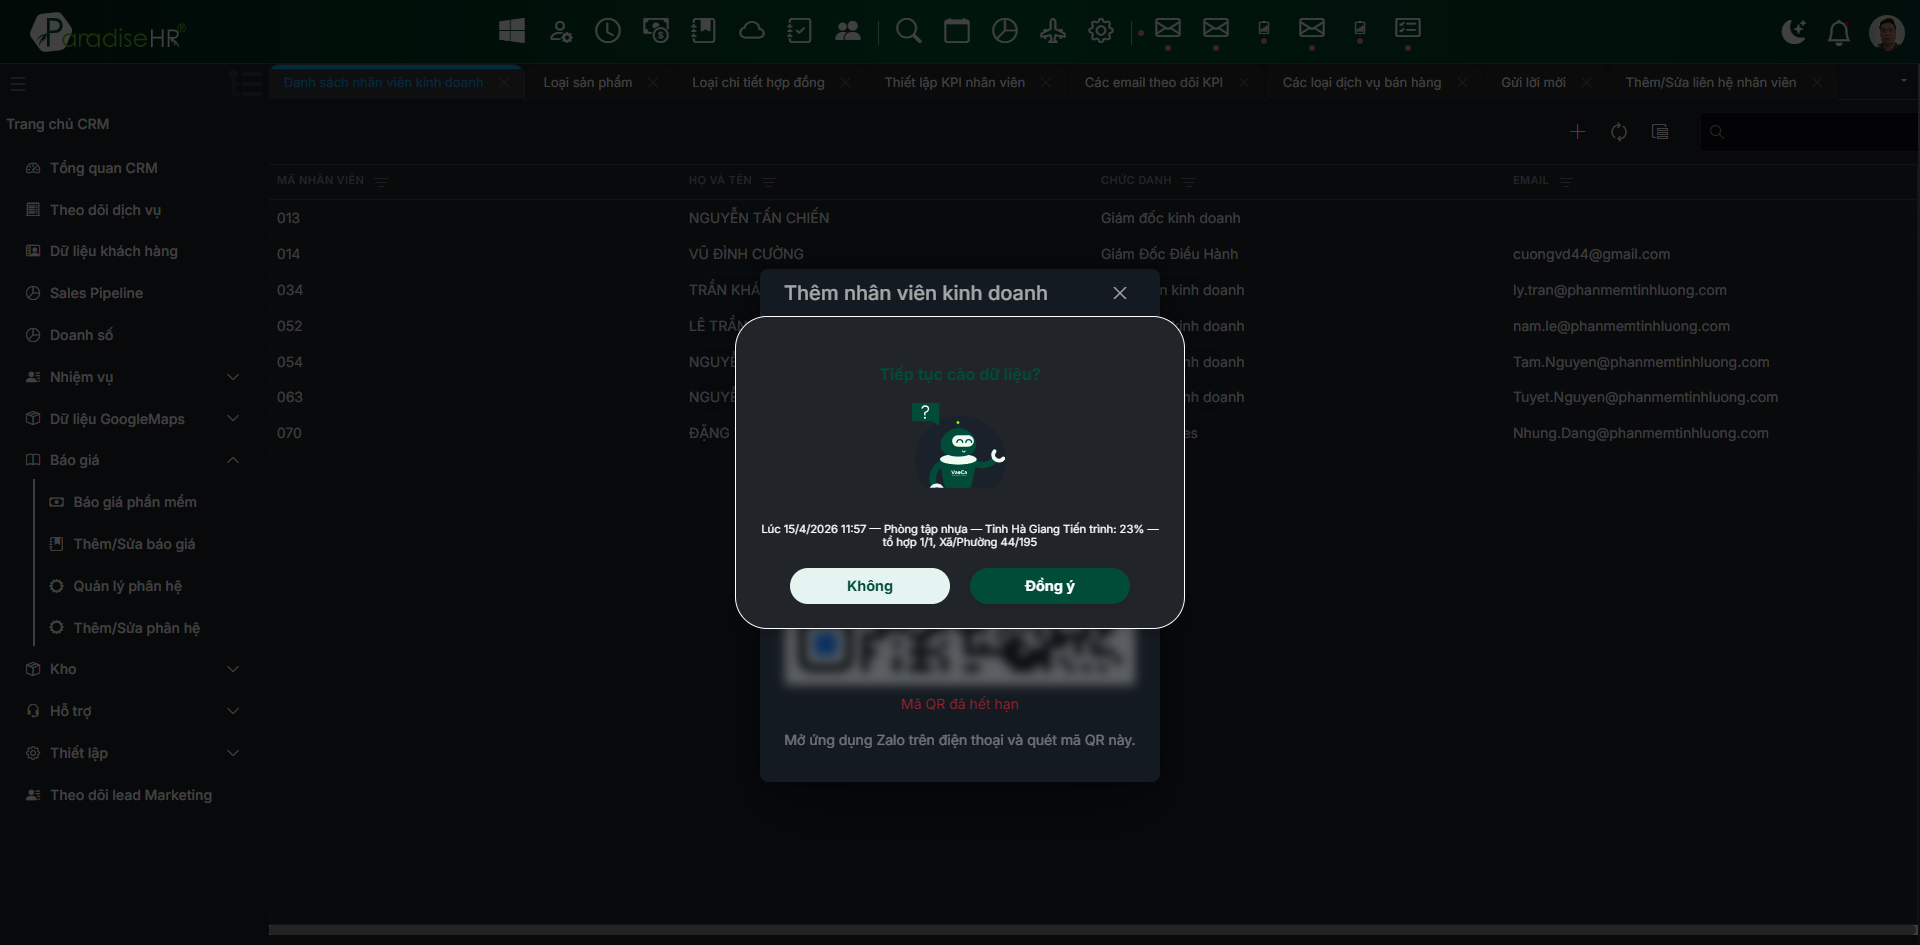 ParadiseHR
Danh sách nhân viên kinh doanh
Loại sản phẩm
Loại chi tiết hợp đồng
Thiết lập KPI nhân viên
Các email theo dõi KPI
Các loại dịch vụ bán hàng
Gửi lời mời
Thêm/Sửa liên hệ nhân viên
Trang chủ CRM
Tổng quan CRM
Theo dõi dịch vụ
Dữ liệu khách hàng
Sales Pipeline
Doanh số
Nhiệm vụ
Dữ liệu GoogleMaps
Báo giá
Báo giá phần mềm
Thêm/Sửa báo giá
Quản lý phân hệ
Thêm/Sửa phân hệ
Kho
Hỗ trợ
Thiết lập
Theo dõi lead Marketing
MÃ NHÂN VIÊN HỌ VÀ TÊN CHỨC DANH EMAIL
013 NGUYỄN TẤN CHIẾN Giám đốc kinh doanh
014 VŨ ĐÌNH CƯỜNG Giám Đốc Điều Hành cuongvd44@gmail.com
034 TRẦN kinh doanh ly.tran@phanmemtinhluong.com
052 LÊ kinh doanh nam.le@phanmemtinhluong.com
054 doanh Tam.Nguyen@phanmemtinhluong.com
063 doanh Tuyet.Nguyen@phanmemtinhluong.com
070 ĐẶNG Nhung.Dang@phanmemtinhluong.com
Thêm nhân viên kinh doanh
Tiếp tục cào dữ liệu?
?
VaoCa
Lúc 15/4/2026 11:57 — Phòng tập nhựa — Tỉnh Hà Giang Tiến trình: 23% —
tổ hợp 1/1, Xã/Phường 44/195
Không
Đồng ý
Mã QR đã hết hạn
Mở ứng dụng Zalo trên điện thoại và quét mã QR này.